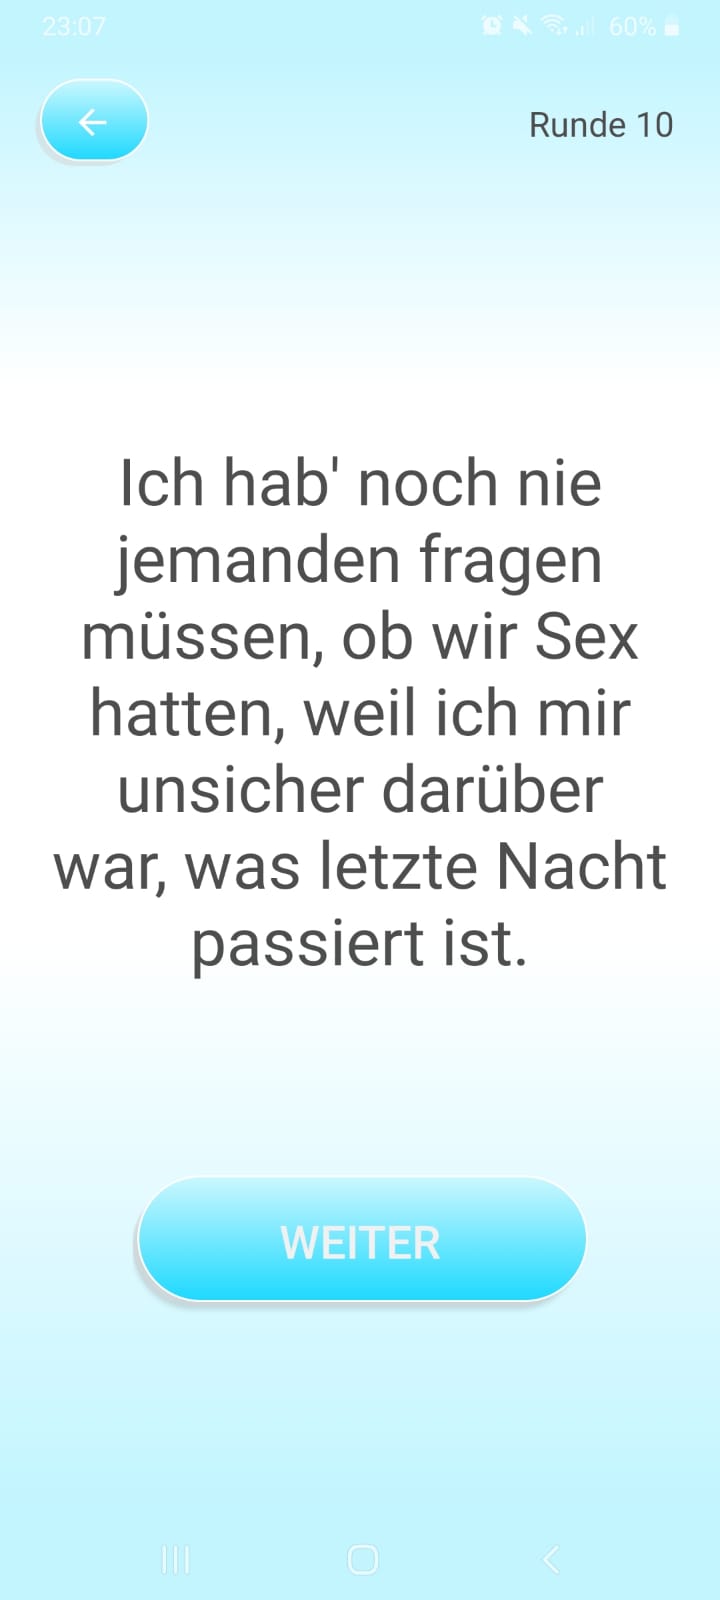 23:07
60%
Runde 10
Ich hab' noch nie
jemanden fragen
müssen, ob wir Sex
hatten, weil ich mir
unsicher darüber
war, was letzte Nacht
passiert ist.
WEITER